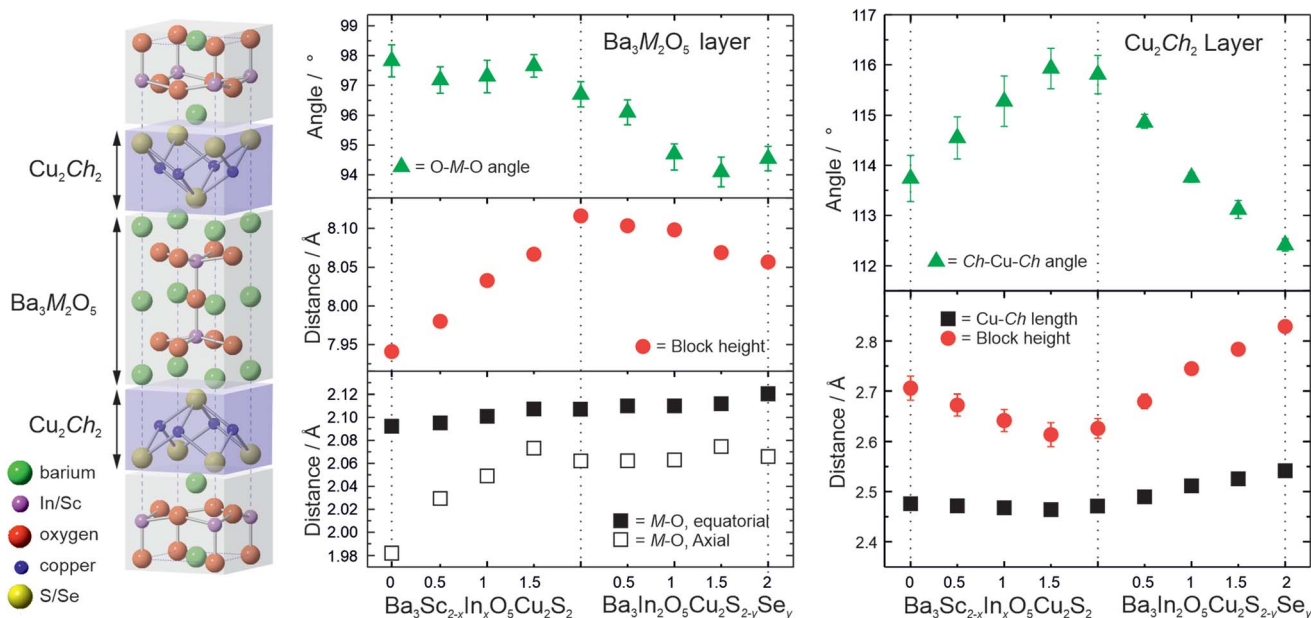 Cu₂Ch₂
Ba₃M₂O₅
Cu₂Ch₂
barium
In/Sc
oxygen
copper
S/Se
Ba₃M₂O₅ layer
Angle / °
98
97
96
95
94
= O-M-O angle
Distance / Å
8.10
8.05
8.00
7.95
= Block height
Distance / Å
2.12
2.10
2.08
2.06
2.04
2.02
2.00
1.98
= M-O, equatorial
= M-O, Axial
0 0.5 1 1.5 0.5 1 1.5 2
Ba₃Sc₂₋ₓInₓO₅Cu₂S₂ Ba₃In₂O₅Cu₂S₂₋ySey
Cu₂Ch₂ Layer
Angle / °
116
115
114
113
112
= Ch-Cu-Ch angle
Distance / Å
2.8
2.7
2.6
2.5
2.4
= Cu-Ch length
= Block height
0 0.5 1 1.5 0.5 1 1.5 2
Ba₃Sc₂₋ₓInₓO₅Cu₂S₂ Ba₃In₂O₅Cu₂S₂₋ySey